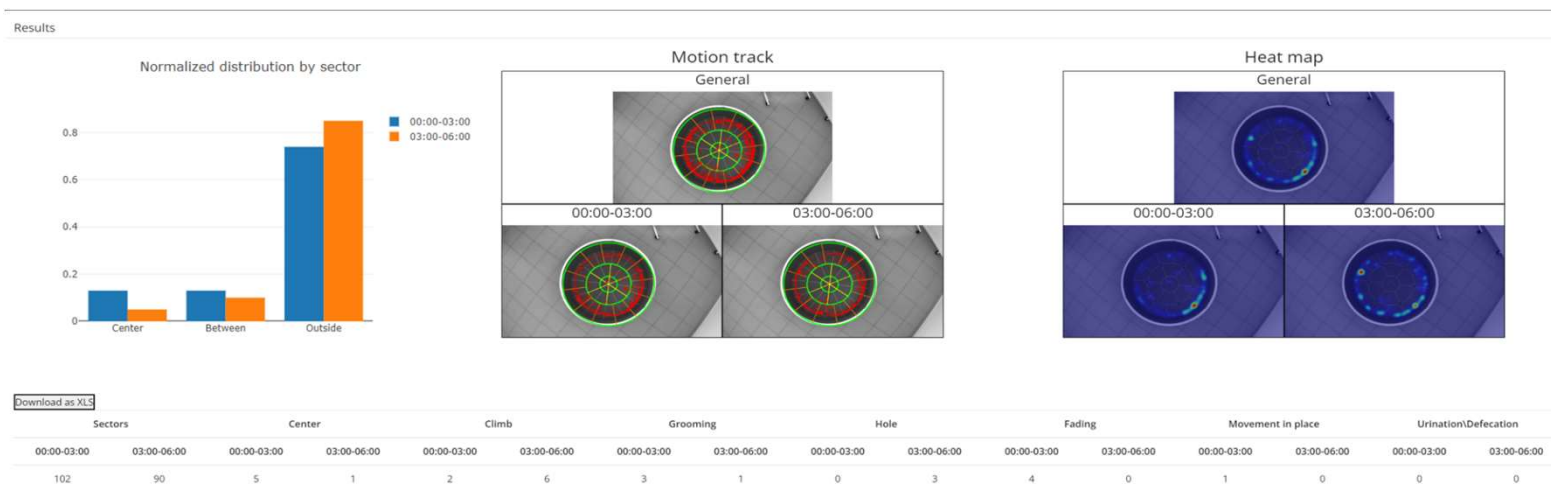 Results
Normalized distribution by sector
00:00-03:00
03:00-06:00
0.8
0.6
0.4
0.2
0
Center Between Outside
Motion track
General
00:00-03:00 03:00-06:00
Heat map
General
00:00-03:00 03:00-06:00
Download as XLS
Sectors Center Climb Grooming Hole Fading Movement in place Urination\Defecation
00:00-03:00 03:00-06:00 00:00-03:00 03:00-06:00 00:00-03:00 03:00-06:00 00:00-03:00 03:00-06:00 00:00-03:00 03:00-06:00 00:00-03:00 03:00-06:00 00:00-03:00 03:00-06:00 00:00-03:00 03:00-06:00
102 90 5 1 2 6 3 1 0 3 4 0 1 0 0 0